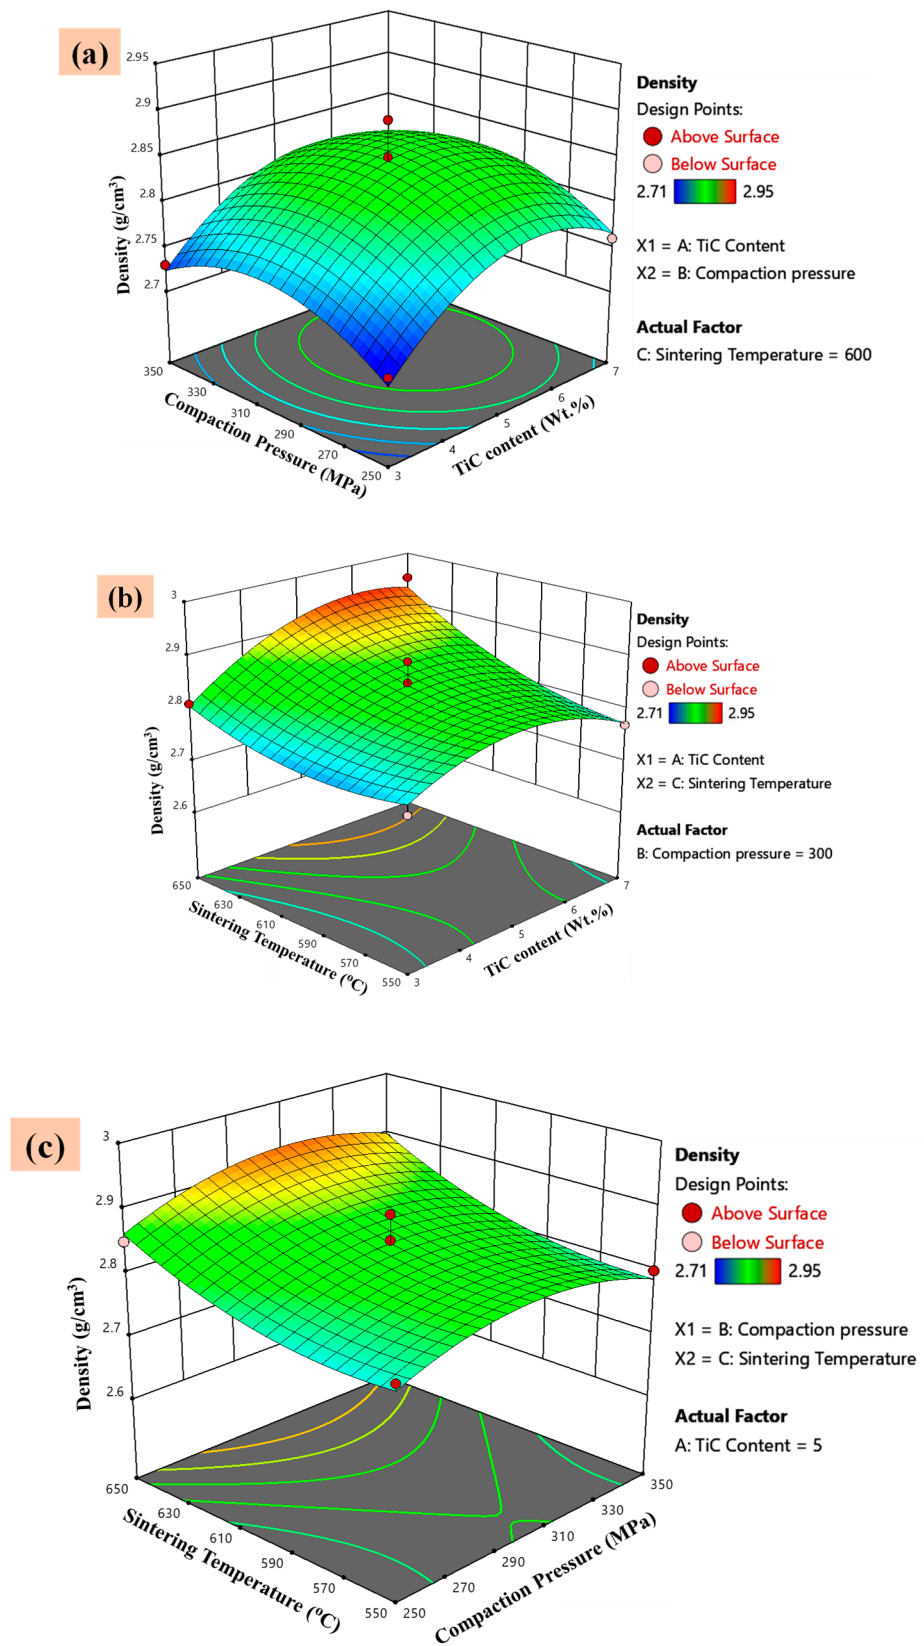 (a)
2.95
2.9
2.85
2.8
2.75
2.7
Density (g/cm³)
350
330
310
290
270
250
Compaction Pressure (MPa)
3
4
5
6
7
TiC content (Wt.%)
Density
Design Points:
Above Surface
Below Surface
2.71 2.95
X1 = A: TiC Content
X2 = B: Compaction pressure
Actual Factor
C: Sintering Temperature = 600
(b)
3
2.9
2.8
2.7
2.6
Density (g/cm³)
650
630
610
590
570
550
Sintering Temperature (⁰C)
3
4
5
6
7
TiC content (Wt.%)
Density
Design Points:
Above Surface
Below Surface
2.71 2.95
X1 = A: TiC Content
X2 = C: Sintering Temperature
Actual Factor
B: Compaction pressure = 300
(c)
3
2.9
2.8
2.7
2.6
Density (g/cm³)
650
630
610
590
570
550
Sintering Temperature (⁰C)
250
270
290
310
330
350
Compaction Pressure (MPa)
Density
Design Points:
Above Surface
Below Surface
2.71 2.95
X1 = B: Compaction pressure
X2 = C: Sintering Temperature
Actual Factor
A: TiC Content = 5